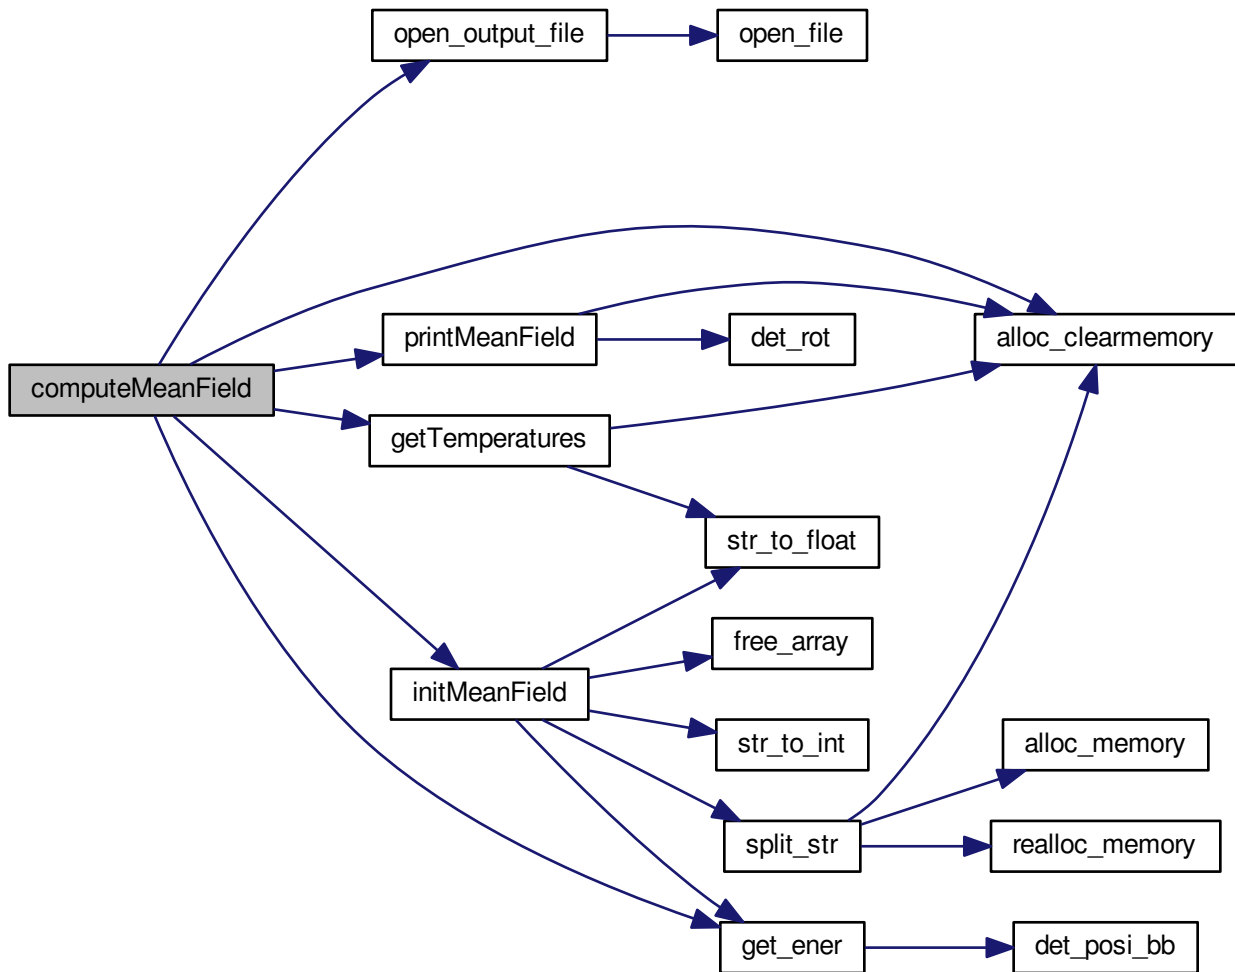 open_output_file
open_file
printMeanField
det_rot
alloc_clearmemory
computeMeanField
getTemperatures
str_to_float
free_array
initMeanField
str_to_int
alloc_memory
split_str
realloc_memory
get_ener
det_posi_bb